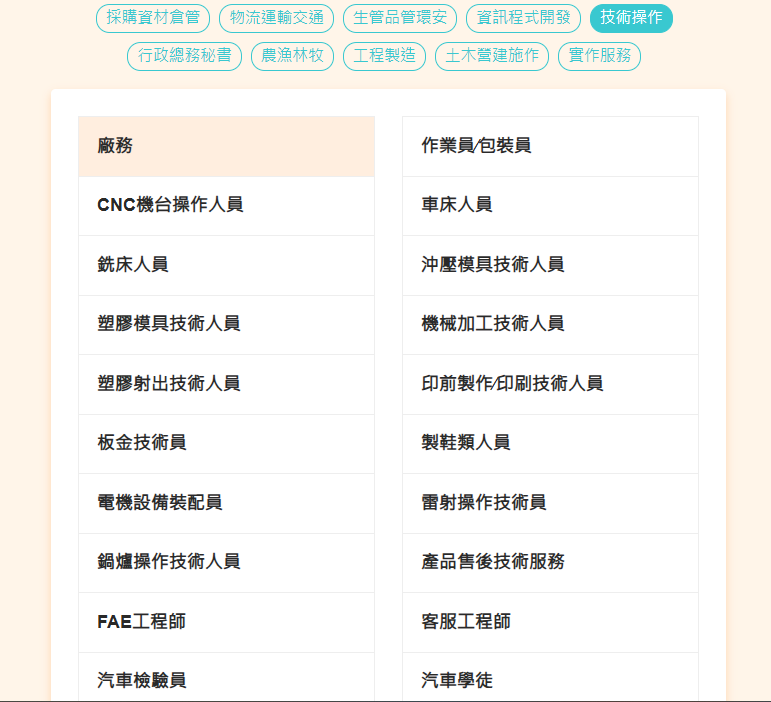 採購資材倉管 物流運輸交通 生管品管環安 資訊程式開發 技術操作
行政總務秘書 農漁林牧 工程製造 土木營建施作 實作服務
廠務 作業員∕包裝員
CNC機台操作人員 車床人員
銑床人員 沖壓模具技術人員
塑膠模具技術人員 機械加工技術人員
塑膠射出技術人員 印前製作∕印刷技術人員
板金技術員 製鞋類人員
電機設備裝配員 雷射操作技術員
鍋爐操作技術人員 產品售後技術服務
FAE工程師 客服工程師
汽車檢驗員 汽車學徒